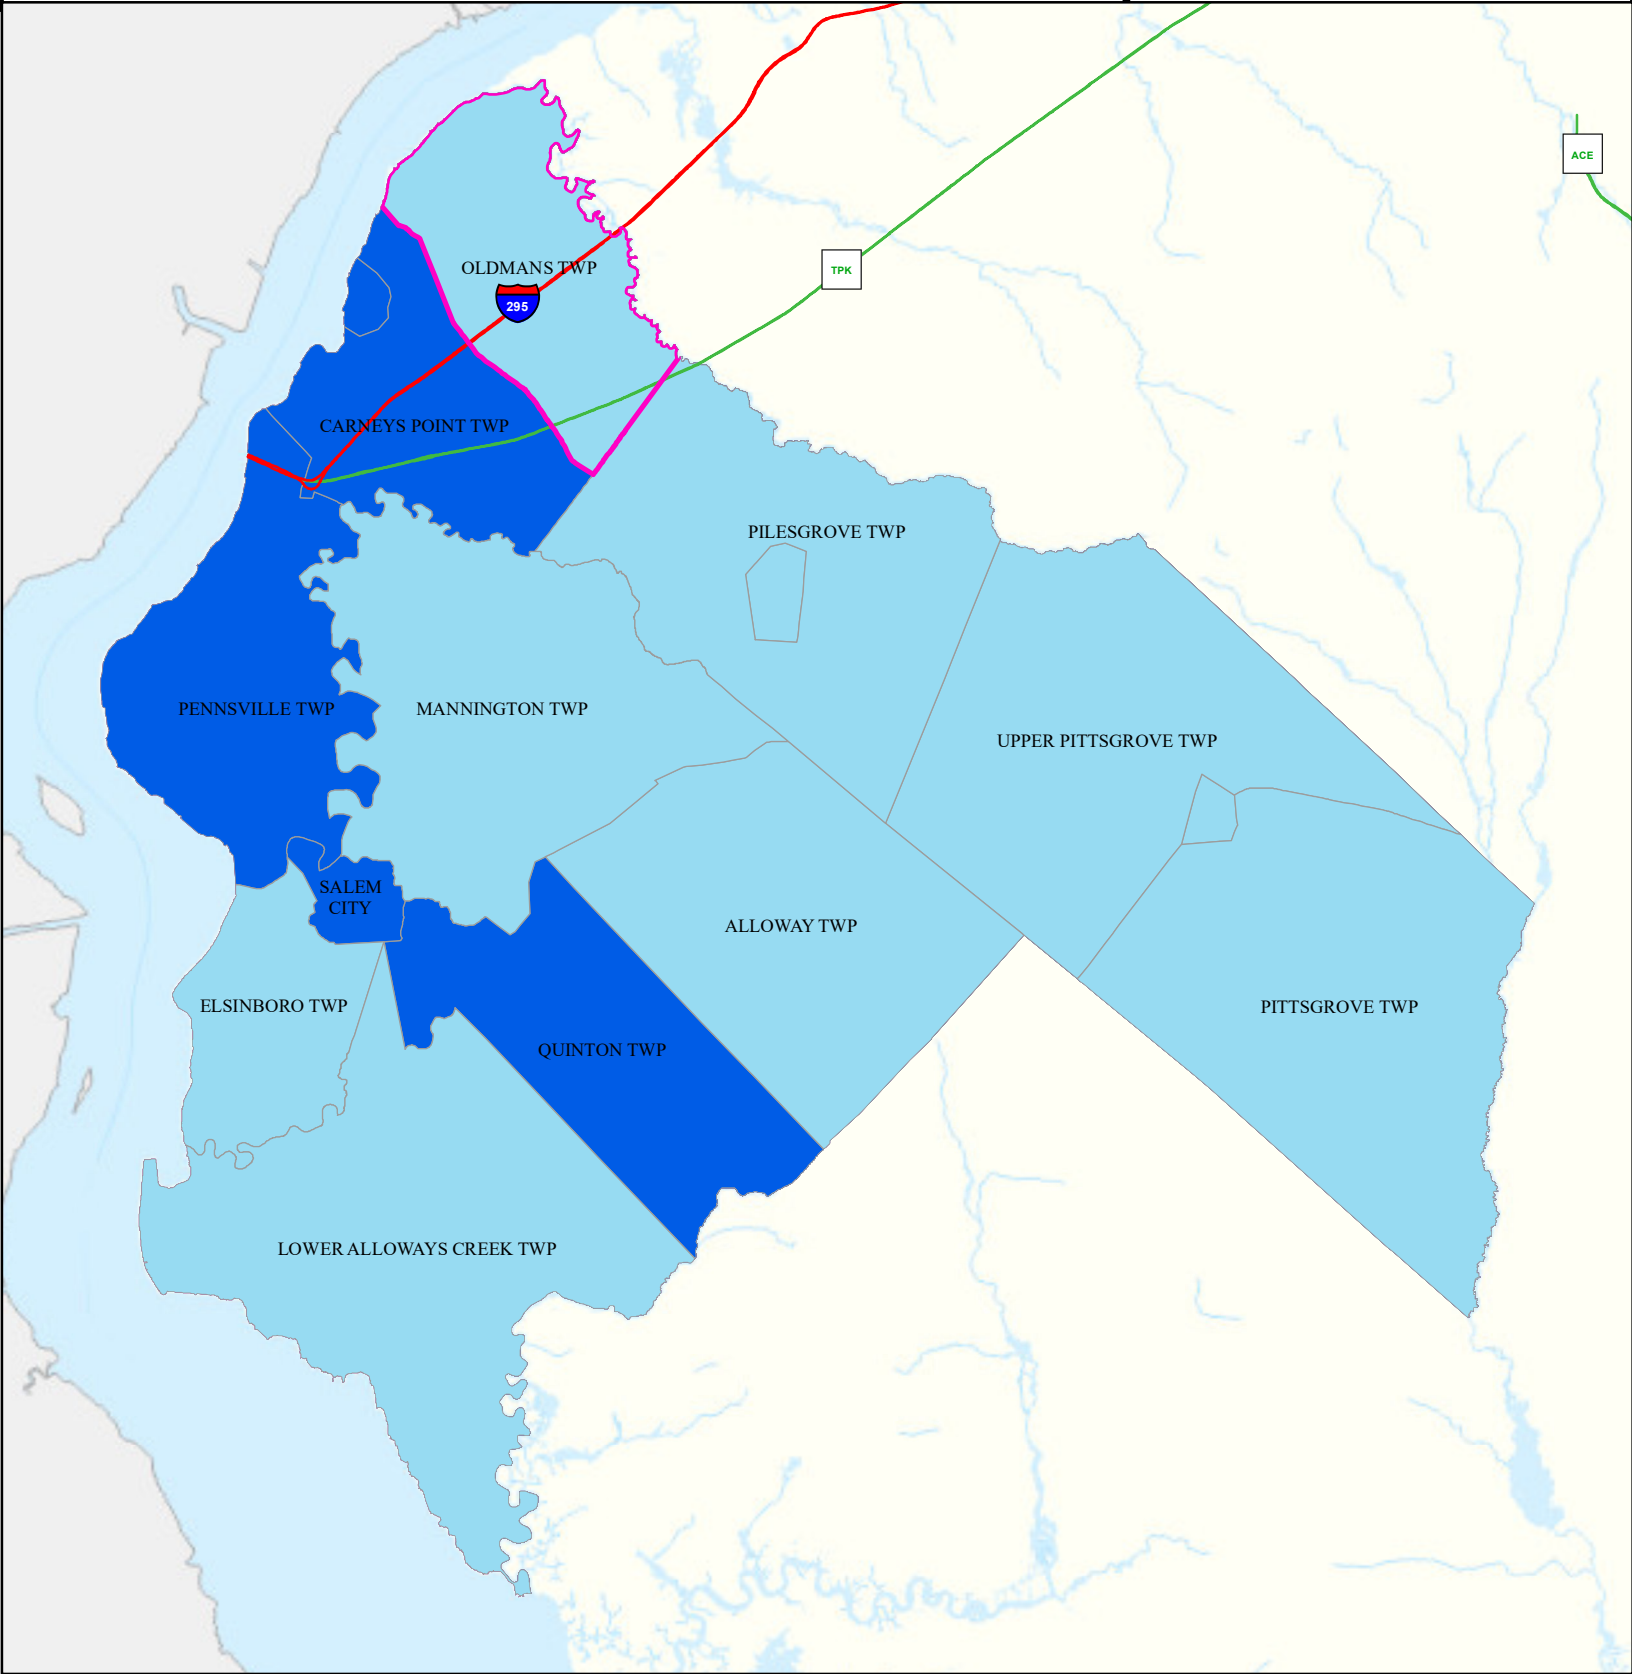 ACE
TPK
OLDMANS TWP
295
CARNEYS POINT TWP
PILESGROVE TWP
PENNSVILLE TWP
MANNINGTON TWP
UPPER PITTSGROVE TWP
SALEM
CITY
ALLOWAY TWP
ELSINBORO TWP
PITTSGROVE TWP
QUINTON TWP
LOWER ALLOWAYS CREEK TWP